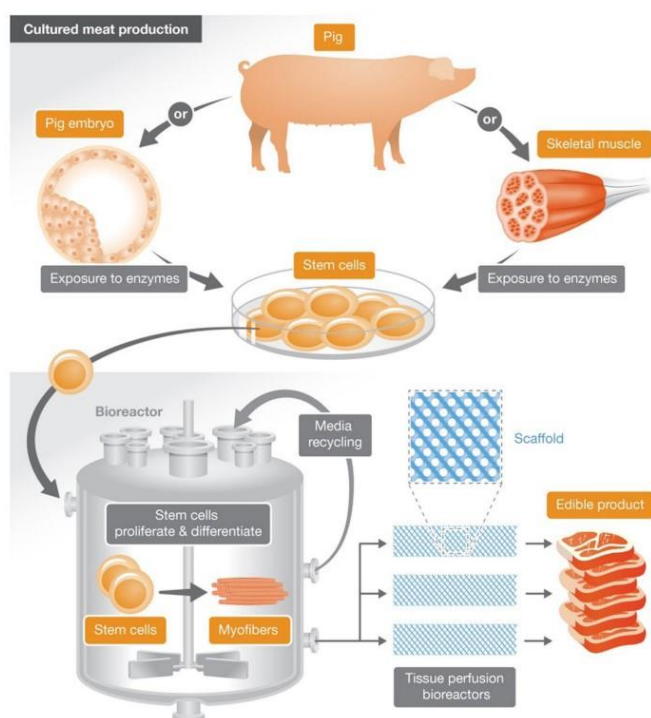 Cultured meat production
Pig
or
or
Pig embryo
Skeletal muscle
Exposure to enzymes
Stem cells
Exposure to enzymes
Bioreactor
Media
recycling
Scaffold
Stem cells
proliferate & differentiate
Edible product
Stem cells
Myofibers
Tissue perfusion
bioreactors